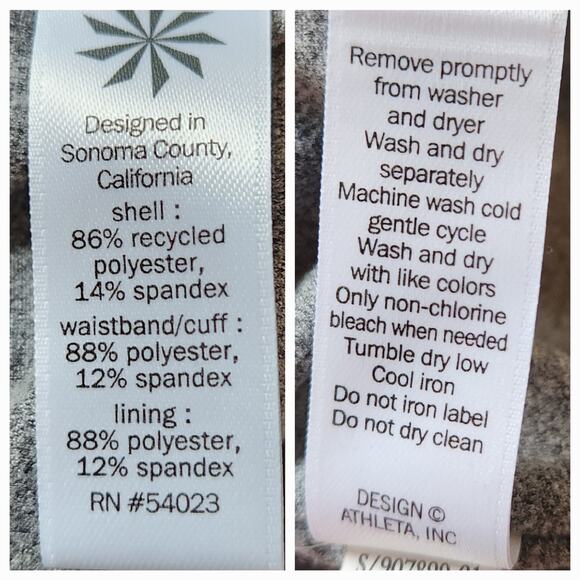 Designed in
Sonoma County,
California
shell :
86% recycled
polyester,
14% spandex
waistband/cuff :
88% polyester,
12% spandex
lining :
88% polyester,
12% spandex
RN #54023
Remove promptly
from washer
and dryer
Wash and dry
separately
Machine wash cold
gentle cycle
Wash and dry
with like colors
Only non-chlorine
bleach when needed
Tumble dry low
Cool iron
Do not iron label
Do not dry clean
DESIGN ©
ATHLETA, INC